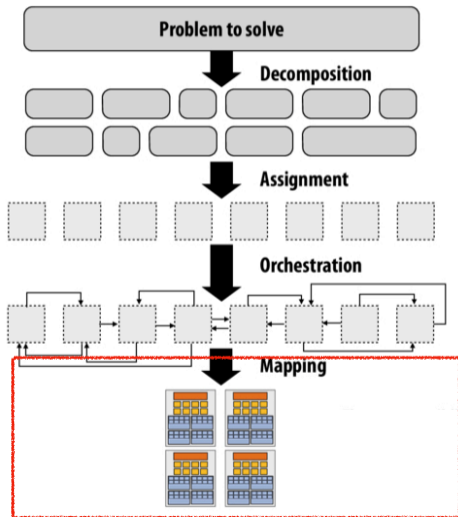 Problem to solve
Decomposition
Assignment
Orchestration
Mapping